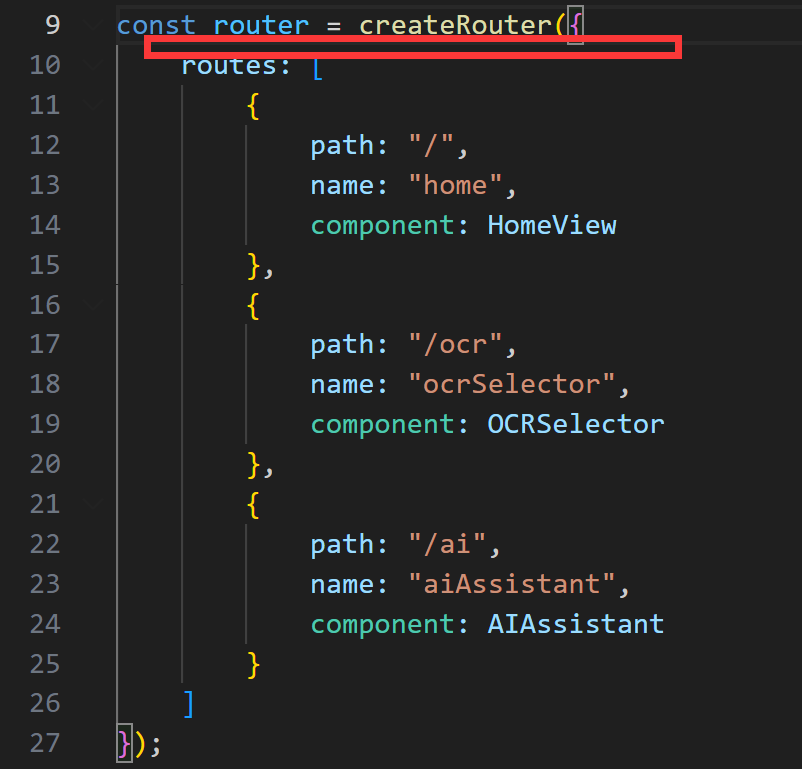 9 const router = createRouter({
10 routes: [
11 {
12 path: "/",
13 name: "home",
14 component: HomeView
15 },
16 {
17 path: "/ocr",
18 name: "ocrSelector",
19 component: OCRSelector
20 },
21 {
22 path: "/ai",
23 name: "aiAssistant",
24 component: AIAssistant
25 }
26 ]
27 });